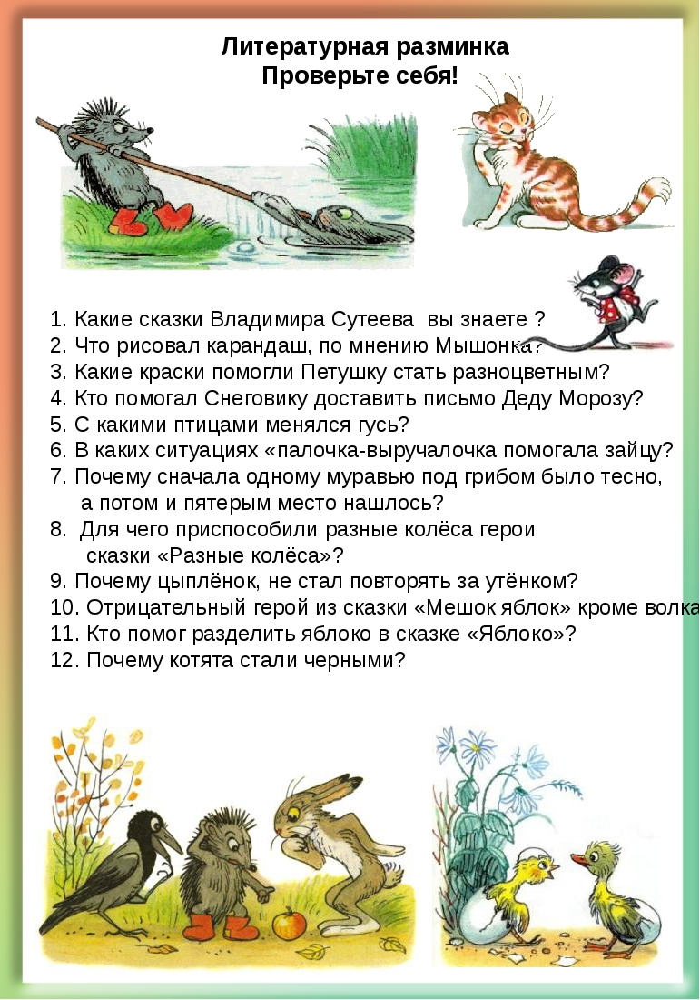 Литературная разминка
Проверьте себя!
1. Какие сказки Владимира Сутеева  вы знаете ?
2. Что рисовал карандаш, по мнению Мышонка?
3. Какие краски помогли Петушку стать разноцветным?
4. Кто помогал Снеговику доставить письмо Деду Морозу?
5. С какими птицами менялся гусь?
6. В каких ситуациях «палочка-выручалочка помогала зайцу?
7. Почему сначала одному муравью под грибом было тесно,
а потом и пятерым место нашлось?
8.  Для чего приспособили разные колёса герои
сказки «Разные колёса»?
9. Почему цыплёнок, не стал повторять за утёнком?
10. Отрицательный герой из сказки «Мешок яблок» кроме волка
11. Кто помог разделить яблоко в сказке «Яблоко»?
12. Почему котята стали черными?